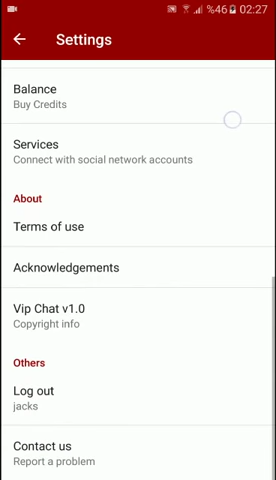 %46 02:27
Settings
Balance
Buy Credits
Services
Connect with social network accounts
About
Terms of use
Acknowledgements
Vip Chat v1.0
Copyright info
Others
Log out
jacks
Contact us
Report a problem